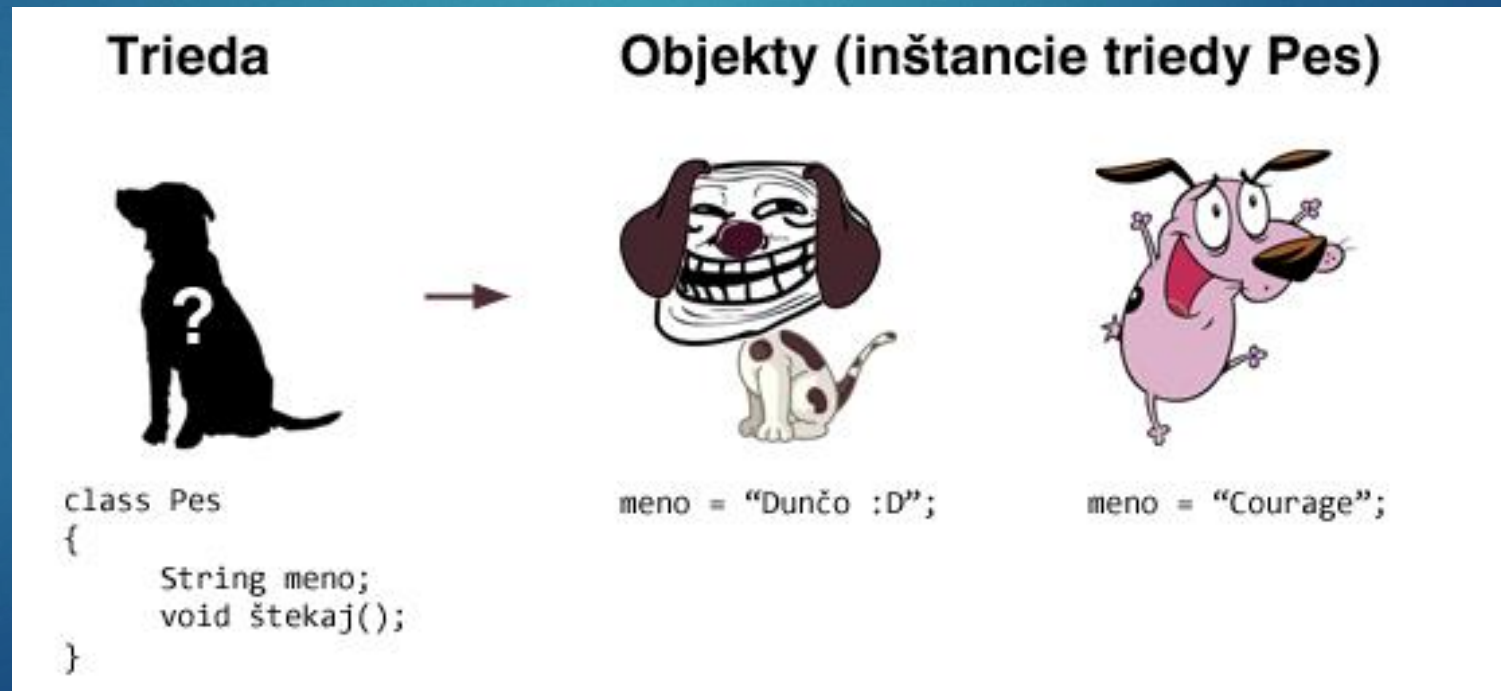 Trieda
Objekty (inštancie triedy Pes)
?
class Pes
{
String meno;
void štekaj();
}
meno = “Dunčo :D”;
meno = “Courage”;